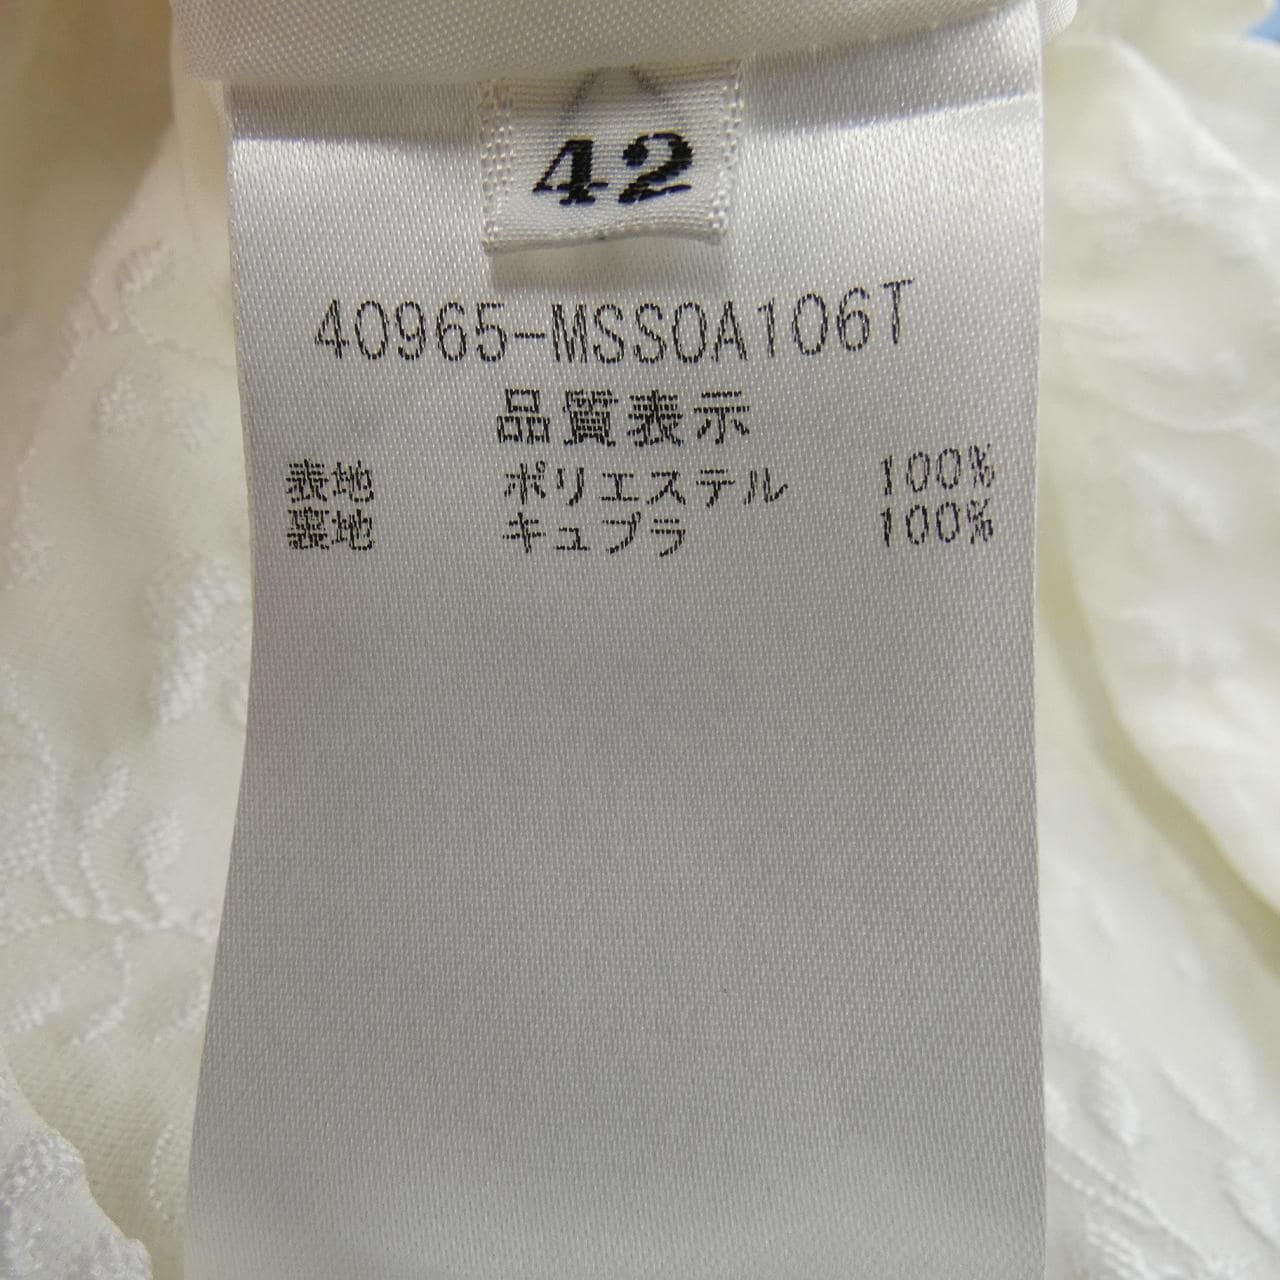 42
40965-MSSOA106T
品質表示
表地 ポリエステル 100%
裏地 キュプラ 100%